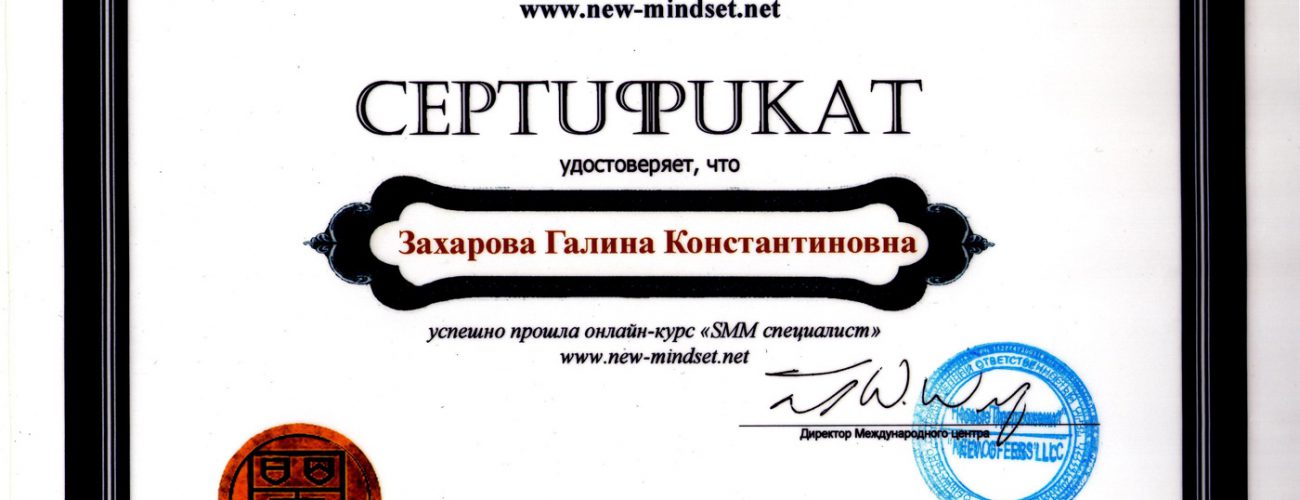 www.new-mindset.net
СЕРТИФИКАТ
удостоверяет, что
Захарова Галина Константиновна
успешно прошла онлайн-курс «SMM специалист»
www.new-mindset.net
Директор Международного центра